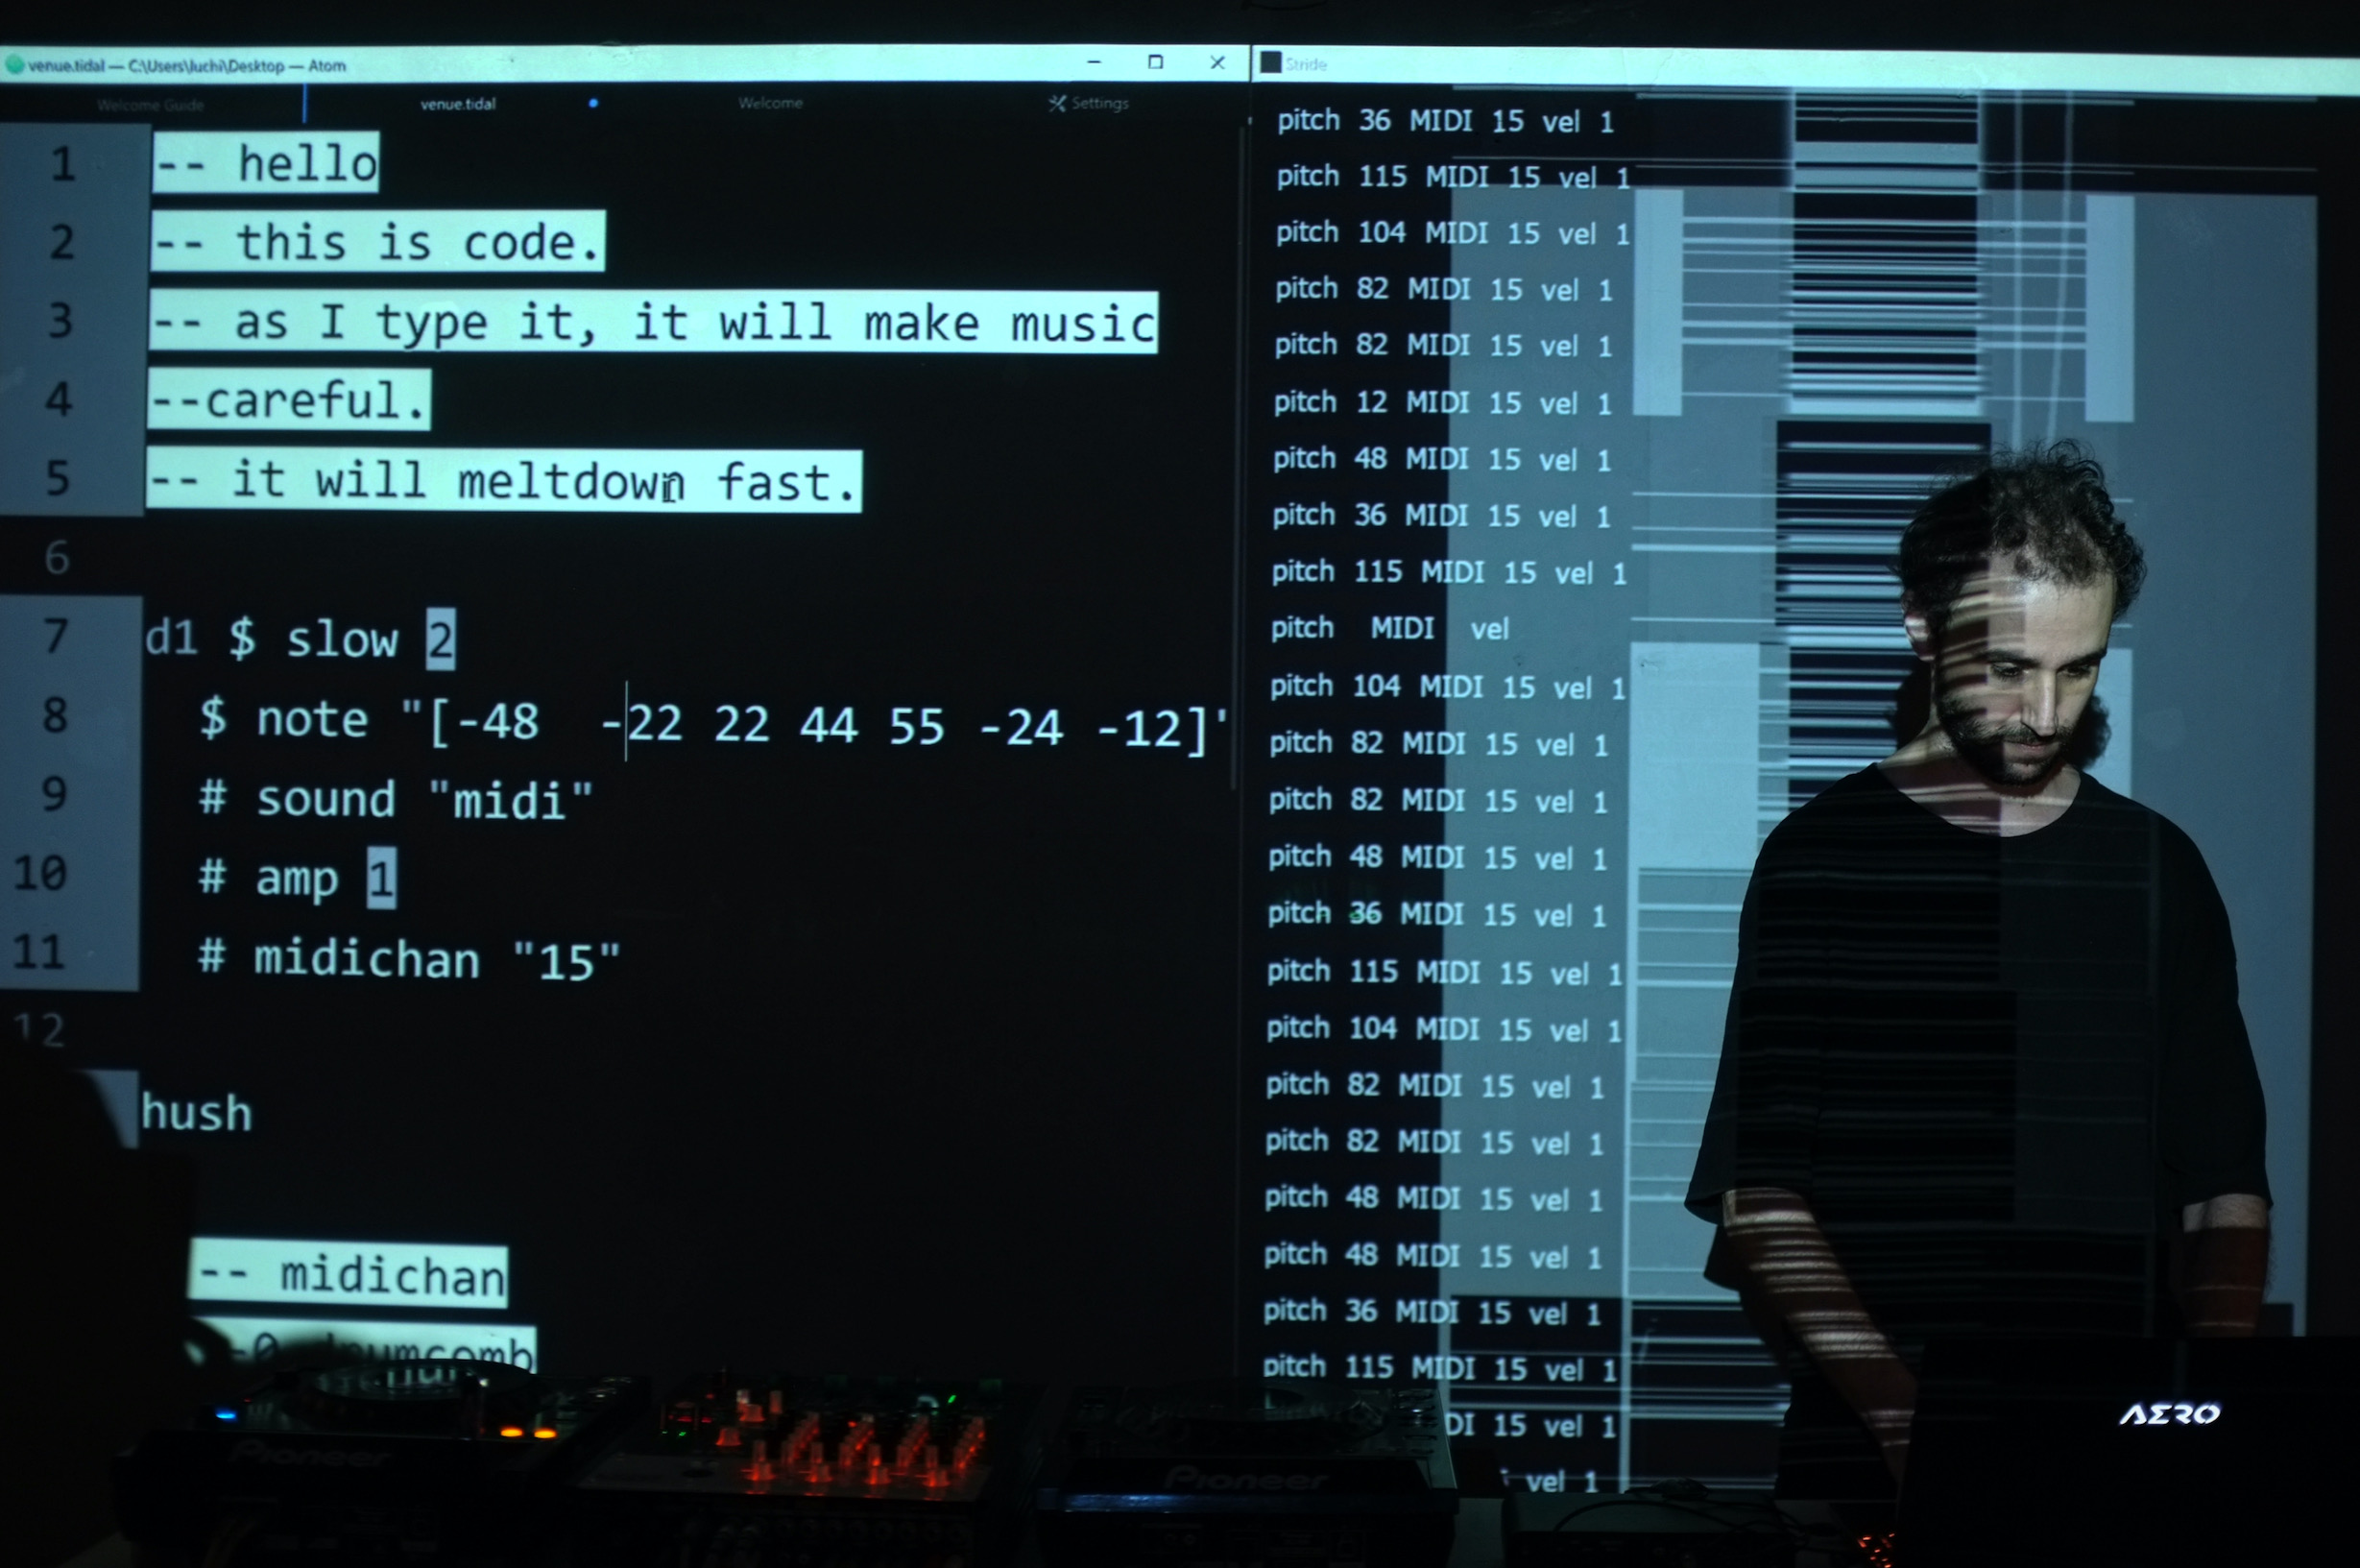 venue.tidal — C:\Users\luchi\Desktop — Atom
Welcome Guide
venue.tidal
Welcome
Settings
1 -- hello
2 -- this is code.
3 -- as I type it, it will make music
4 --careful.
5 -- it will meltdown fast.
6
7 d1 $ slow 2
8 $ note "[-48 -22 22 44 55 -24 -12]"
9 # sound "midi"
10 # amp 1
11 # midichan "15"
12
hush
-- midichan
-0 drumcomb
Stride
pitch 36 MIDI 15 vel 1
pitch 115 MIDI 15 vel 1
pitch 104 MIDI 15 vel 1
pitch 82 MIDI 15 vel 1
pitch 82 MIDI 15 vel 1
pitch 12 MIDI 15 vel 1
pitch 48 MIDI 15 vel 1
pitch 36 MIDI 15 vel 1
pitch 115 MIDI 15 vel 1
pitch MIDI vel
pitch 104 MIDI 15 vel 1
pitch 82 MIDI 15 vel 1
pitch 82 MIDI 15 vel 1
pitch 48 MIDI 15 vel 1
pitch 36 MIDI 15 vel 1
pitch 115 MIDI 15 vel 1
pitch 104 MIDI 15 vel 1
pitch 82 MIDI 15 vel 1
pitch 82 MIDI 15 vel 1
pitch 48 MIDI 15 vel 1
pitch 48 MIDI 15 vel 1
pitch 36 MIDI 15 vel 1
pitch 115 MIDI 15 vel 1
DI 15 vel 1
vel 1
Pioneer
Pioneer
AERO